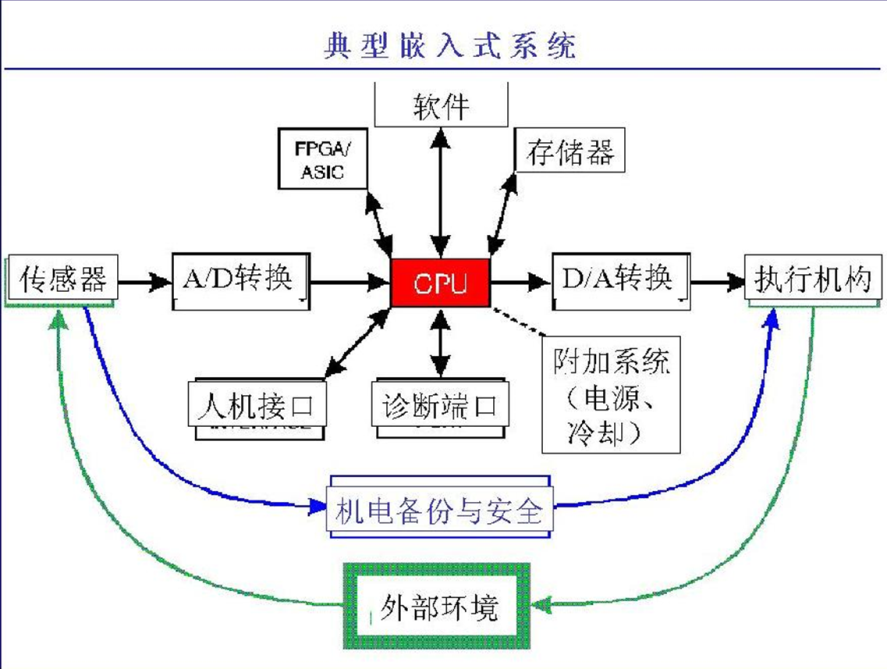 典型嵌入式系统
软件
FPGA/
ASIC
存储器
传感器
A/D转换
CPU
D/A转换
执行机构
人机接口
诊断端口
附加系统
（电源、
冷却）
机电备份与安全
外部环境